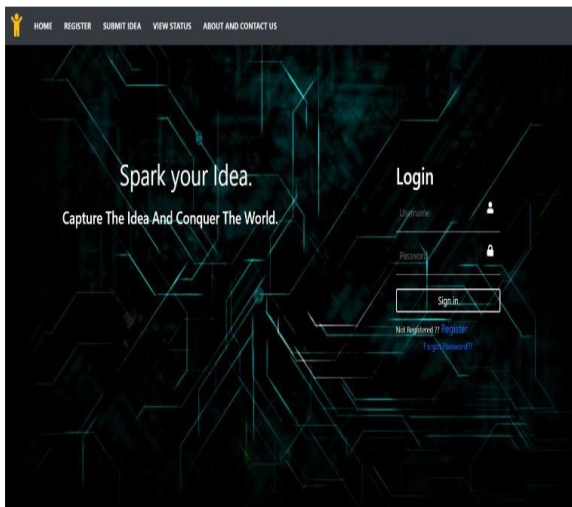 HOME REGISTER SUBMIT IDEA VIEW STATUS ABOUT AND CONTACT US
Spark your Idea.
Capture The Idea And Conquer The World.
Login
Username
Password
Sign in
Not Registered ?? Register
Forgot Password??